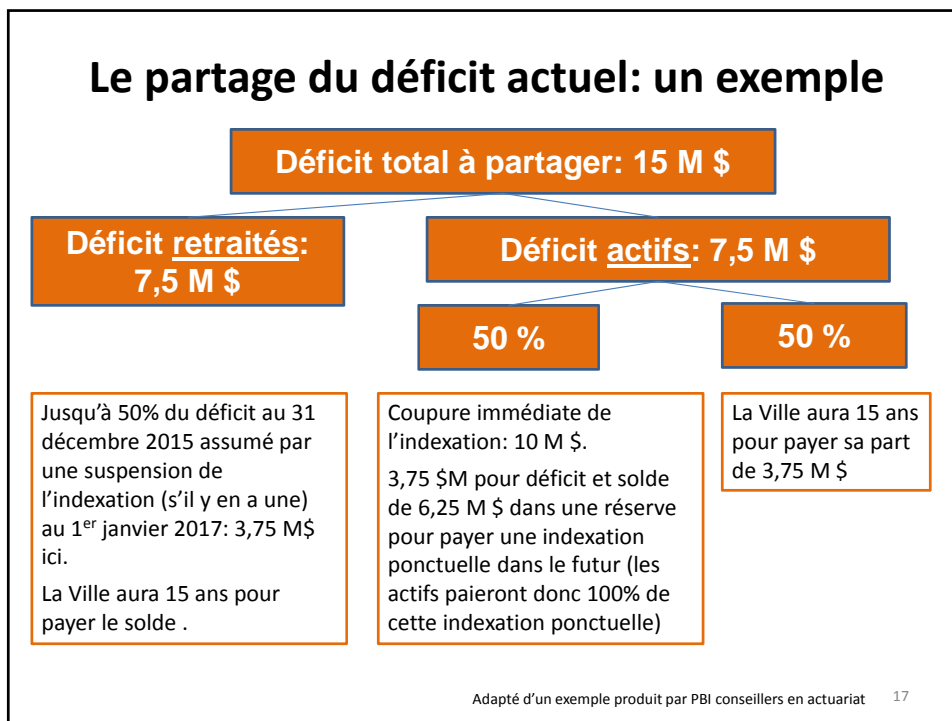 Le partage du déficit actuel: un exemple
Déficit total à partager: 15 M $
Déficit retraités:
7,5 M $
Déficit actifs: 7,5 M $
50 %
50 %
Jusqu’à 50% du déficit au 31
décembre 2015 assumé par
une suspension de
l’indexation (s’il y en a une)
au 1er janvier 2017: 3,75 M$
ici.
La Ville aura 15 ans pour
payer le solde .
Coupure immédiate de
l’indexation: 10 M $.
3,75 $M pour déficit et solde
de 6,25 M $ dans une réserve
pour payer une indexation
ponctuelle dans le futur (les
actifs paieront donc 100% de
cette indexation ponctuelle)
La Ville aura 15 ans
pour payer sa part
de 3,75 M $
Adapté d’un exemple produit par PBI conseillers en actuariat
17